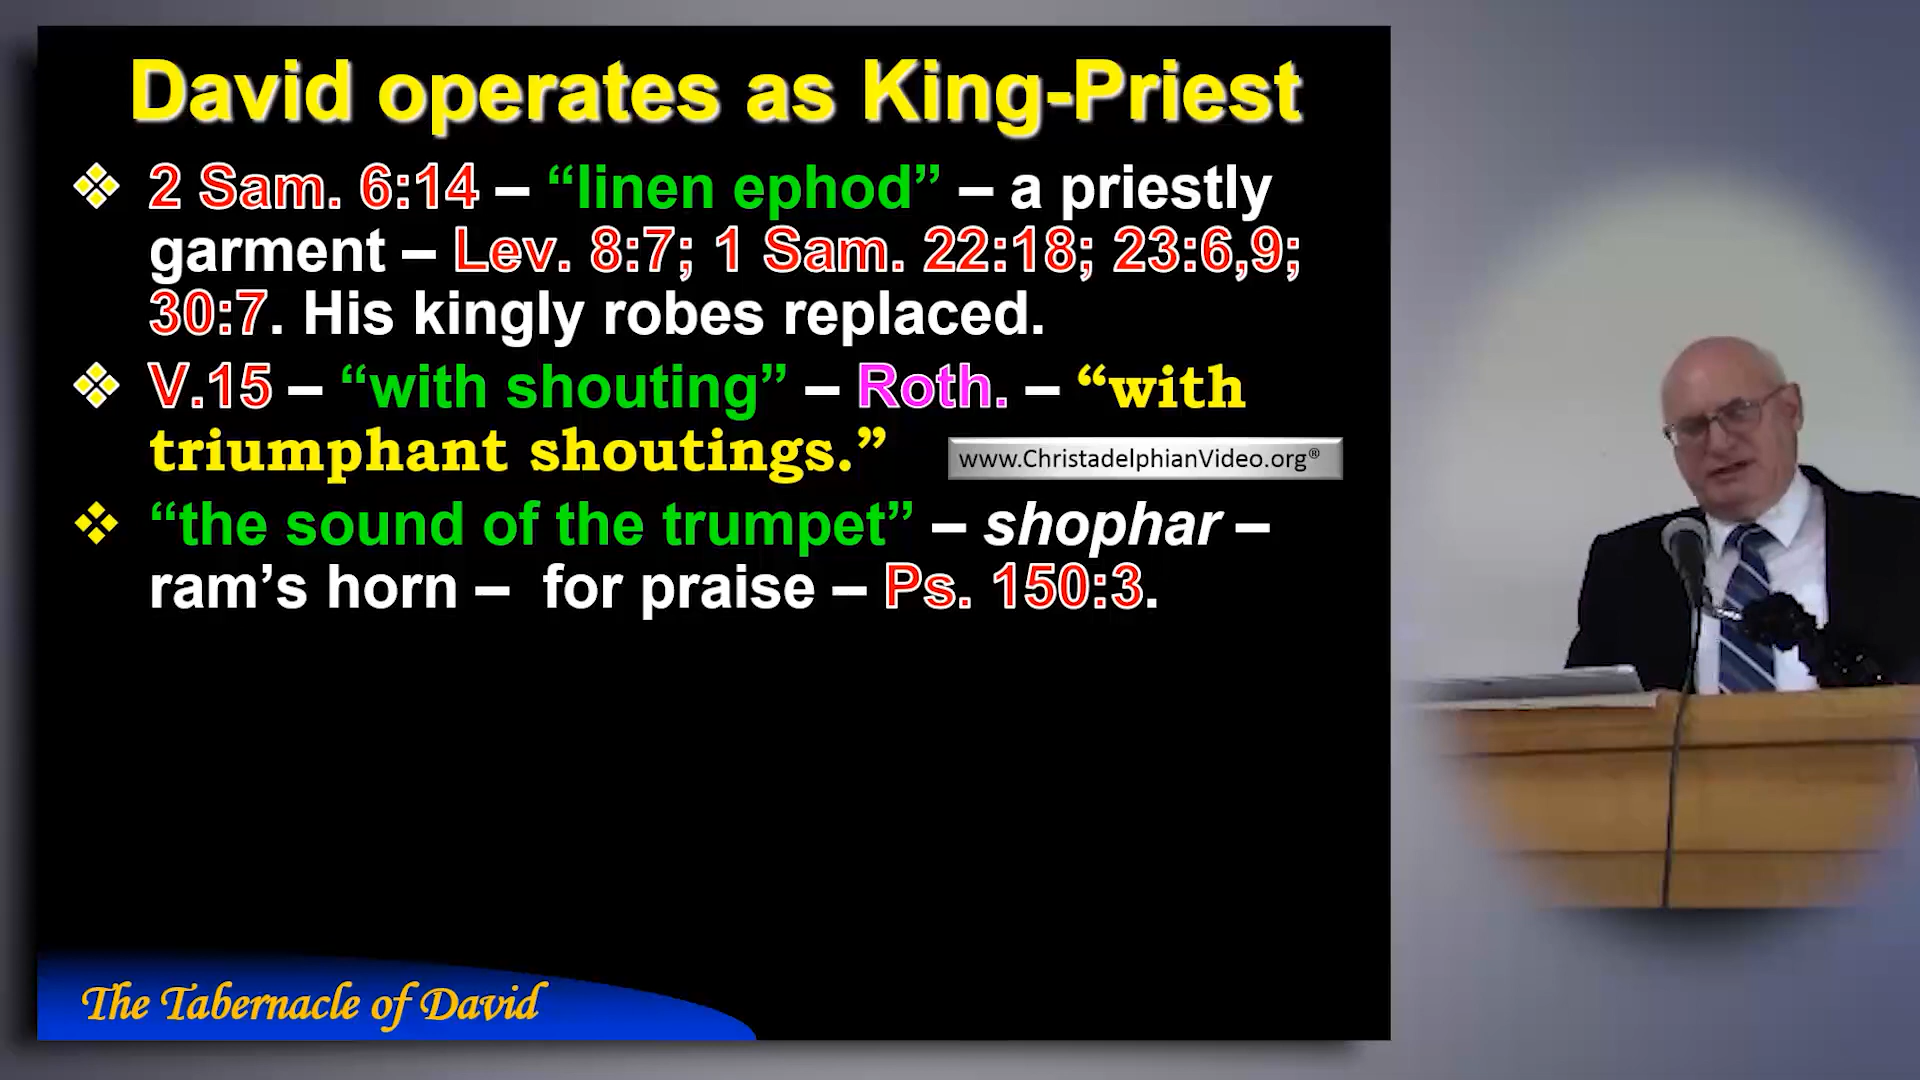 David operates as King-Priest
2 Sam. 6:14 – “linen ephod” – a priestly
garment – Lev. 8:7; 1 Sam. 22:18; 23:6,9;
30:7. His kingly robes replaced.
V.15 – “with shouting” – Roth. – “with
triumphant shoutings.”
www.ChristadelphianVideo.org®
“the sound of the trumpet” – shophar –
ram’s horn – for praise – Ps. 150:3.
The Tabernacle of David